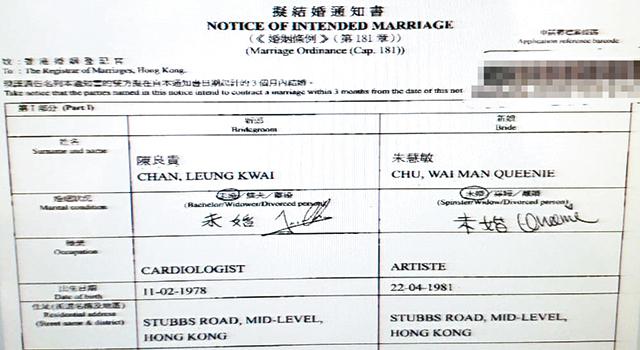 擬結婚通知書
NOTICE OF INTENDED MARRIAGE
(《婚姻條例》(第 181 章))
(Marriage Ordinance (Cap. 181))
Application reference barcode
致：香港婚姻登記官
To : The Registrar of Marriages, Hong Kong.
Take notice that the parties named in this notice intend to contract a marriage within 3 months from the date of this not
第 I 部分 (Part I)
新郎 新娘
Bridegroom Bride
姓名
Surname and name
陳良貴 朱慧敏
CHAN, LEUNG KWAI CHU, WAI MAN QUEENIE
婚姻狀況
Marital condition
(Bachelor/Widower/Divorced person) (Spinster/Widow/Divorced person)
未婚 未婚
職業
Occupation
CARDIOLOGIST ARTISTE
出生日期
Date of birth
11-02-1978 22-04-1981
Residential address
(Street name & district)
STUBBS ROAD, MID-LEVEL, STUBBS ROAD, MID-LEVEL,
HONG KONG HONG KONG